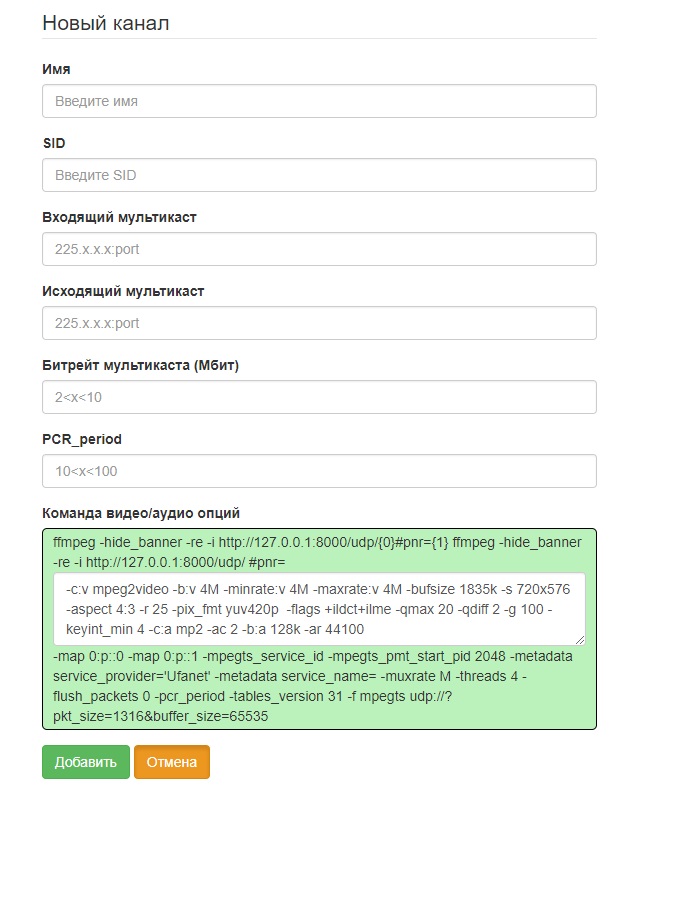 Новый канал
Имя
Введите имя
SID
Введите SID
Входящий мультикаст
225.x.x.x:port
Исходящий мультикаст
225.x.x.x:port
Битрейт мультикаста (Мбит)
2<x<10
PCR_period
10<x<100
Команда видео/аудио опций
ffmpeg -hide_banner -re -i http://127.0.0.1:8000/udp/{0}#pnr={1} ffmpeg -hide_banner
-re -i http://127.0.0.1:8000/udp/ #pnr=
-c:v mpeg2video -b:v 4M -minrate:v 4M -maxrate:v 4M -bufsize 1835k -s 720x576
-aspect 4:3 -r 25 -pix_fmt yuv420p  -flags +ildct+ilme -qmax 20 -qdiff 2 -g 100 -
keyint_min 4 -c:a mp2 -ac 2 -b:a 128k -ar 44100
-map 0:p::0 -map 0:p::1 -mpegts_service_id -mpegts_pmt_start_pid 2048 -metadata
service_provider='Ufanet' -metadata service_name= -muxrate M -threads 4 -
flush_packets 0 -pcr_period -tables_version 31 -f mpegts udp://?
pkt_size=1316&buffer_size=65535
Добавить Отмена